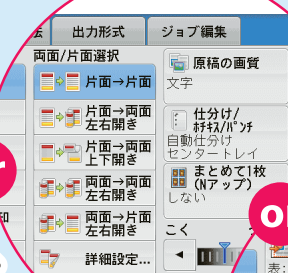 出力形式
ジョブ編集
両面/片面選択
片面→片面
片面→両面
左右開き
片面→両面
上下開き
両面→両面
左右開き
両面→片面
左右開き
詳細設定...
原稿の画質
文字
仕分け/
ホチキス/パンチ
自動仕分け
センタートレイ
まとめて1枚
(Nアップ)
しない
こく